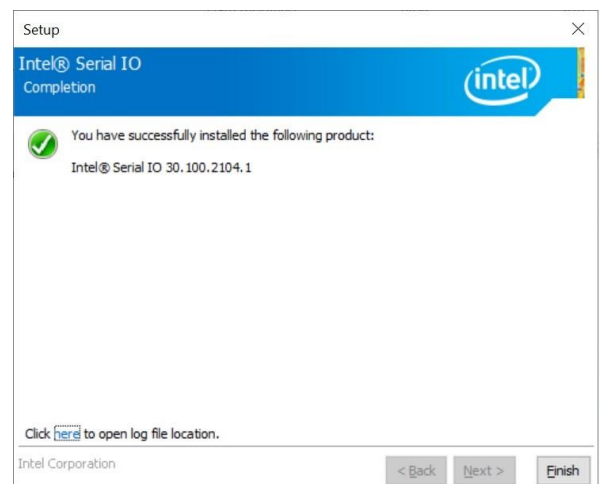 Setup
Intel® Serial IO
Completion
intel
You have successfully installed the following product:
Intel® Serial IO 30.100.2104.1
Click here to open log file location.
Intel Corporation
< Back Next > Finish